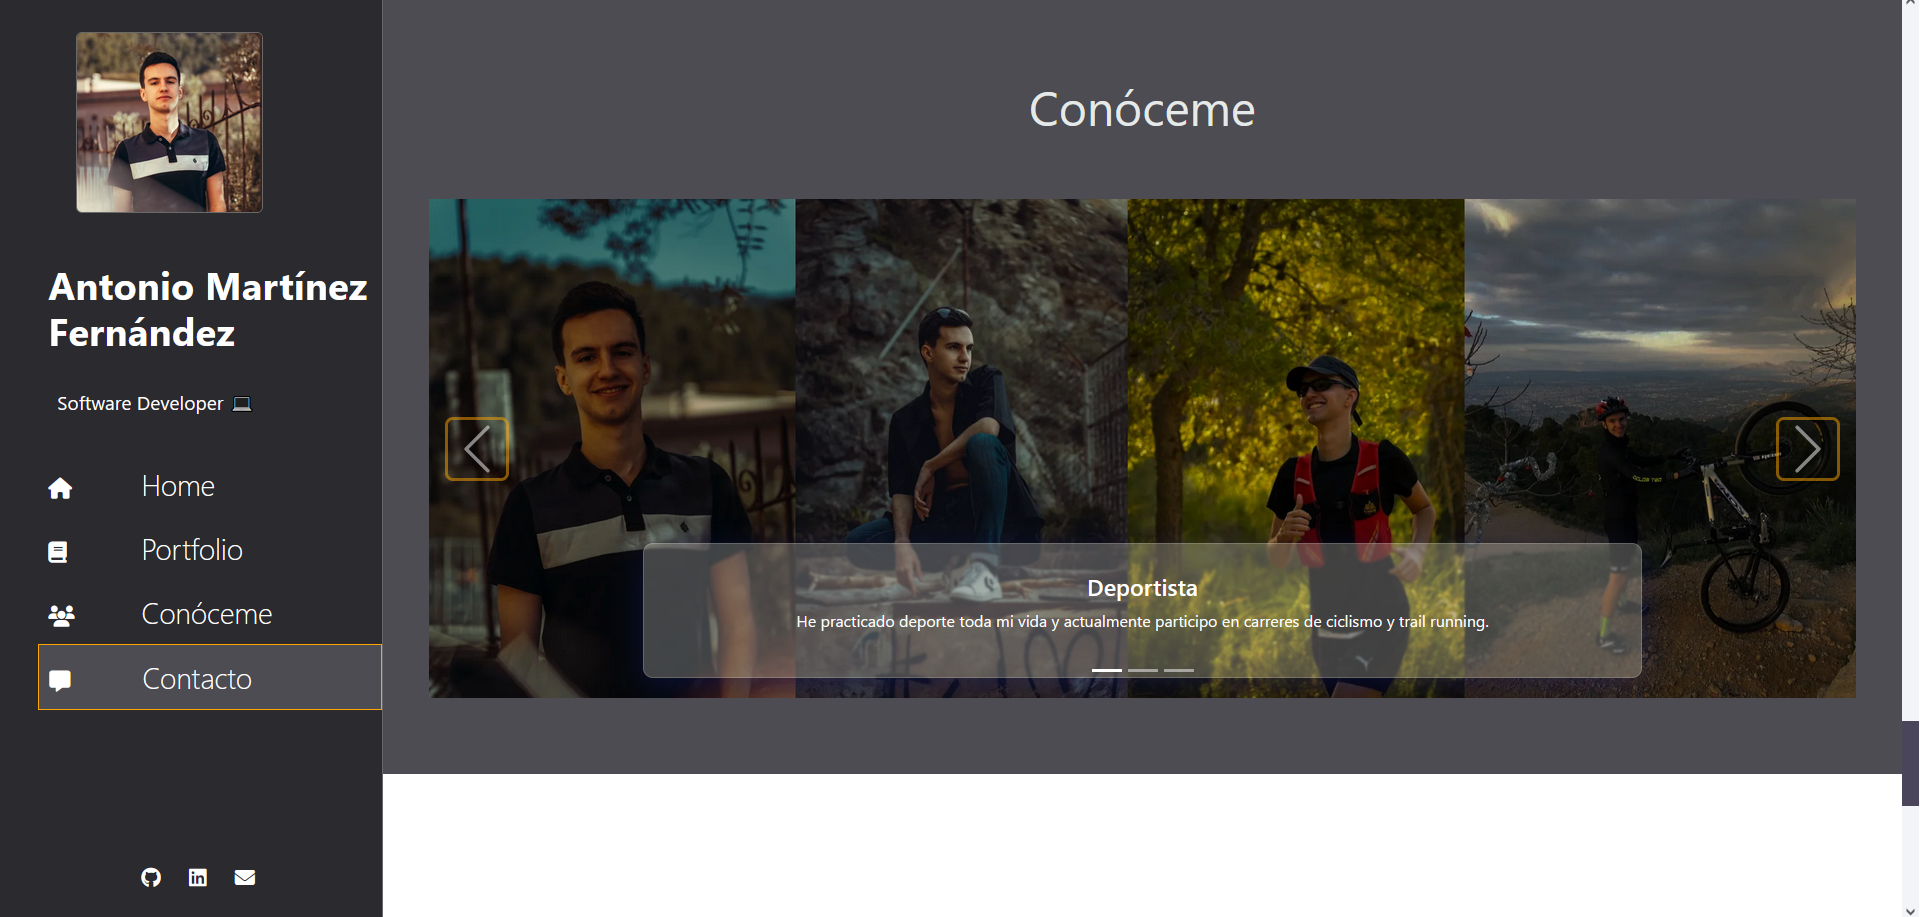 Antonio Martínez
Fernández
Software Developer 💻
Home
Portfolio
Conóceme
Contacto
Conóceme
Deportista
He practicado deporte toda mi vida y actualmente participo en carreres de ciclismo y trail running.